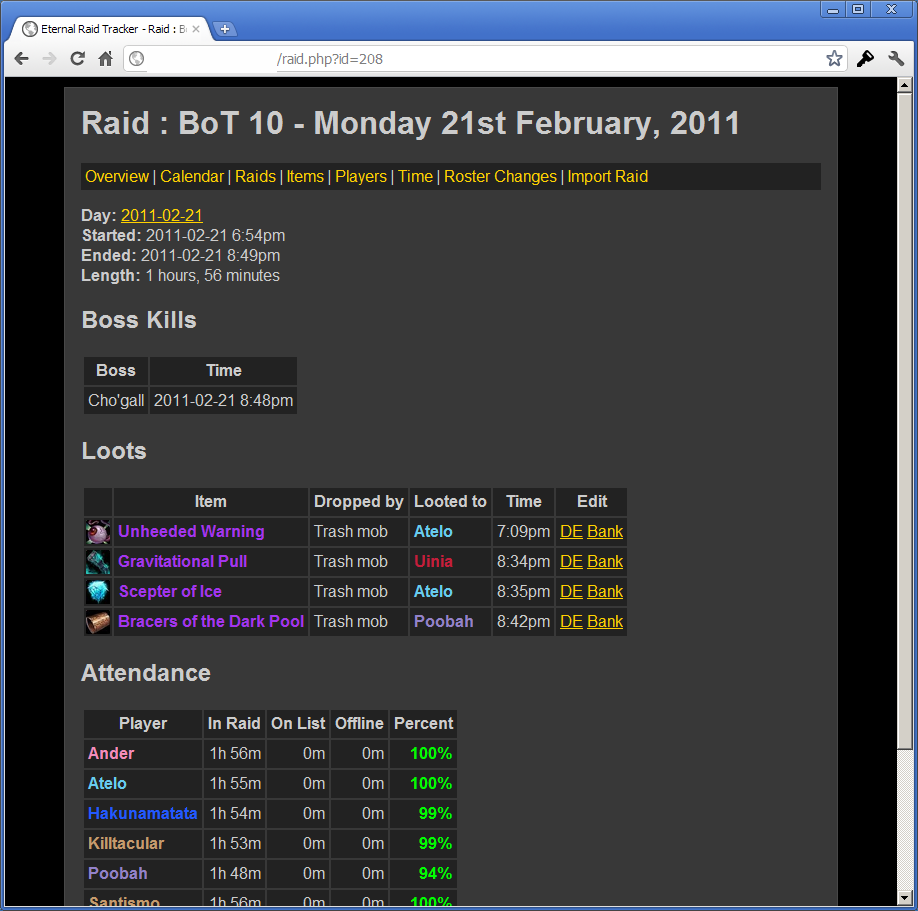 Eternal Raid Tracker - Raid : B
/raid.php?id=208
Raid : BoT 10 - Monday 21st February, 2011
Overview | Calendar | Raids | Items | Players | Time | Roster Changes | Import Raid
Day: 2011-02-21
Started: 2011-02-21 6:54pm
Ended: 2011-02-21 8:49pm
Length: 1 hours, 56 minutes
Boss Kills
Boss Time
Cho'gall 2011-02-21 8:48pm
Loots
Item Dropped by Looted to Time Edit
Unheeded Warning Trash mob Atelo 7:09pm DE Bank
Gravitational Pull Trash mob Uinia 8:34pm DE Bank
Scepter of Ice Trash mob Atelo 8:35pm DE Bank
Bracers of the Dark Pool Trash mob Poobah 8:42pm DE Bank
Attendance
Player In Raid On List Offline Percent
Ander 1h 56m 0m 0m 100%
Atelo 1h 55m 0m 0m 100%
Hakunamatata 1h 54m 0m 0m 99%
Killtacular 1h 53m 0m 0m 99%
Poobah 1h 48m 0m 0m 94%
Santismo 1h 56m 0m 0m 100%